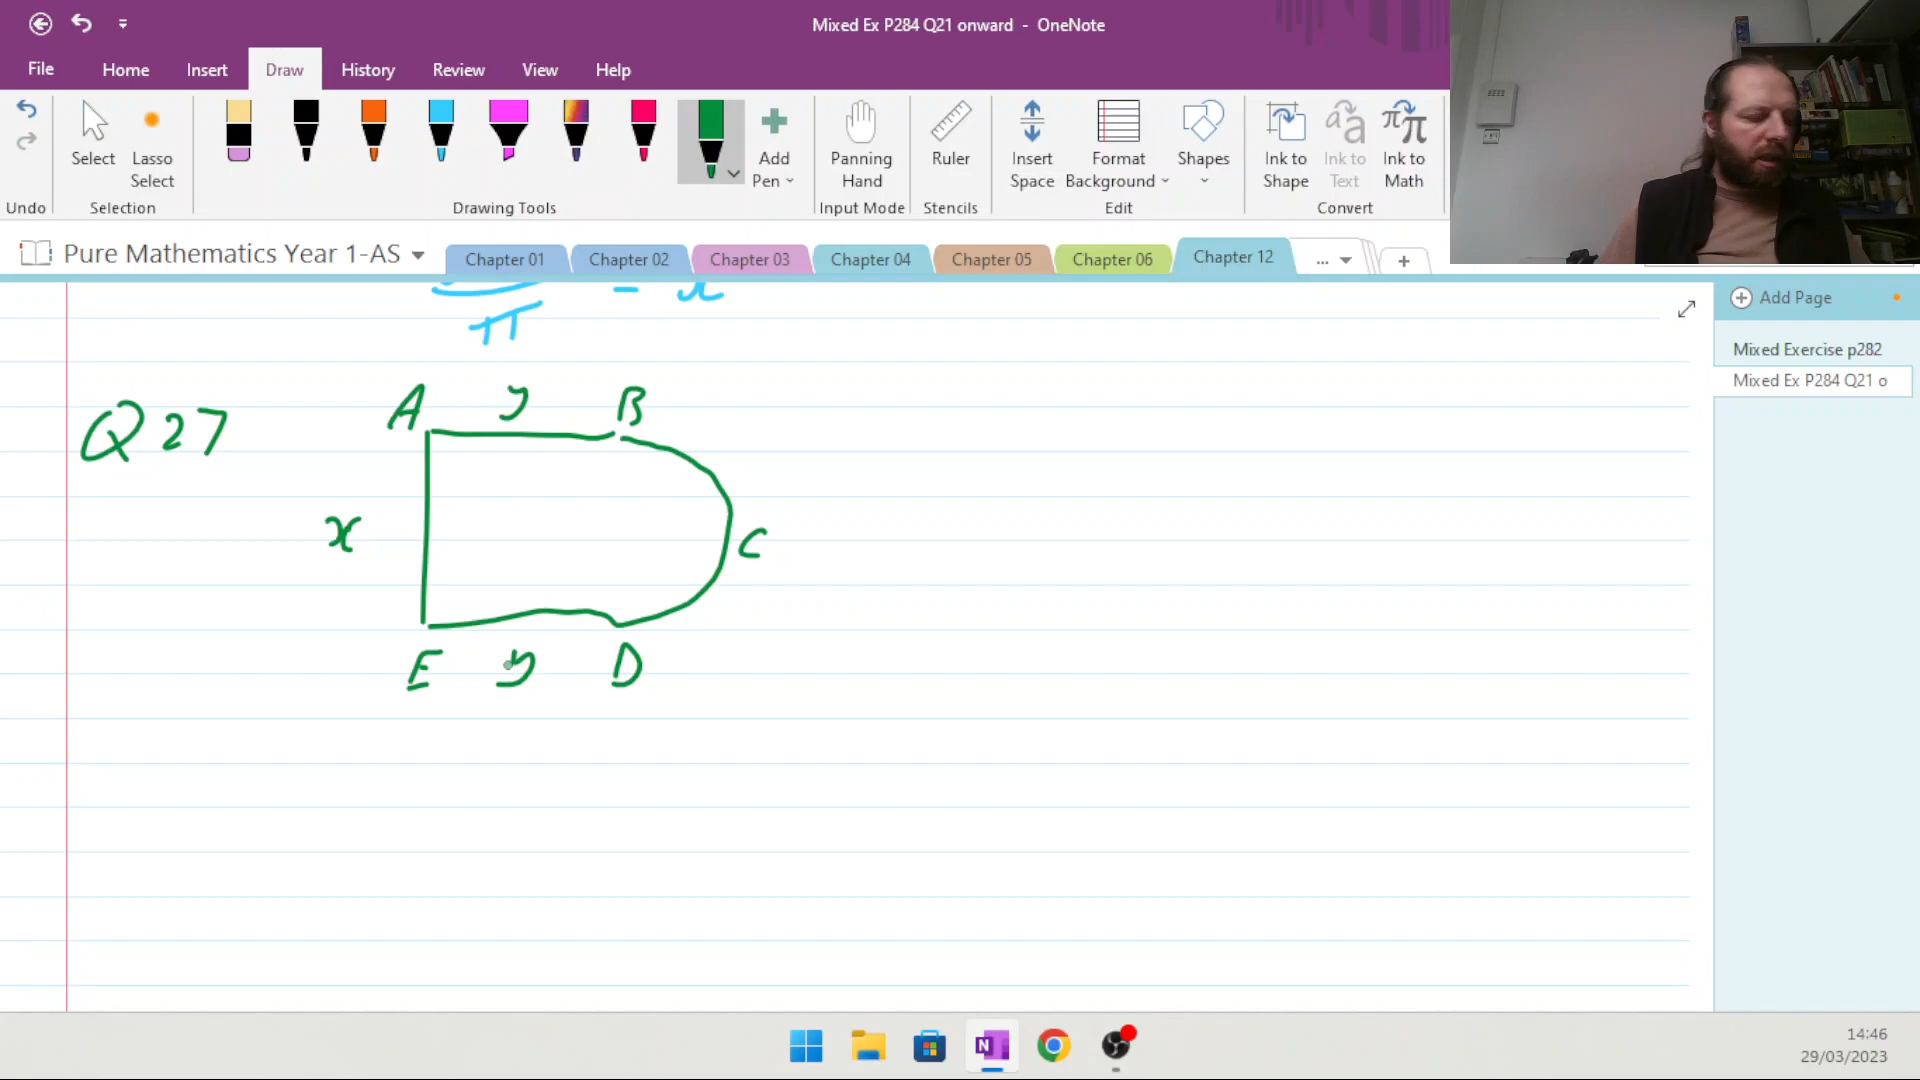 Mixed Ex P284 Q21 onward - OneNote
File Home Insert Draw History Review View Help
Select Lasso Select
Add Pen
Panning Hand
Ruler
Insert Space
Format Background
Shapes
Ink to Shape
Ink to Text
Ink to Math
Undo Selection Drawing Tools Input Mode Stencils Edit Convert
Pure Mathematics Year 1-AS Chapter 01 Chapter 02 Chapter 03 Chapter 04 Chapter 05 Chapter 06 Chapter 12 ... +
Add Page
Mixed Exercise p282
Mixed Ex P284 Q21 o
π = x
Q27
A y B
x
C
E y D
14:46
29/03/2023